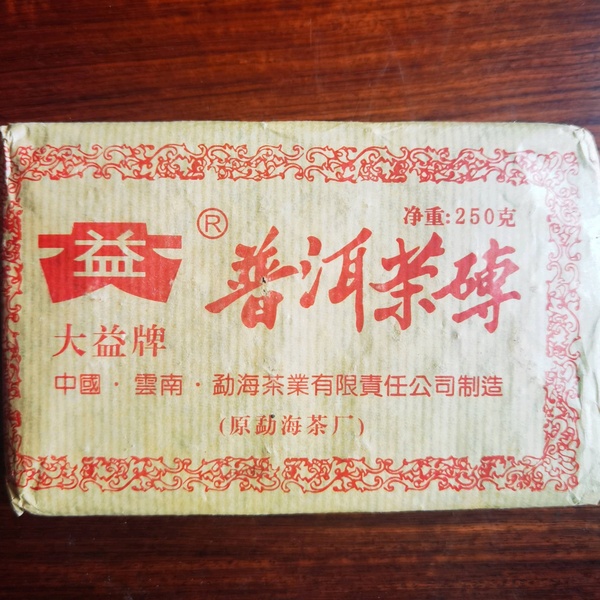 净重:250克
益® 普洱茶磚
大益牌
中國·雲南·勐海茶業有限責任公司制造
(原勐海茶厂)